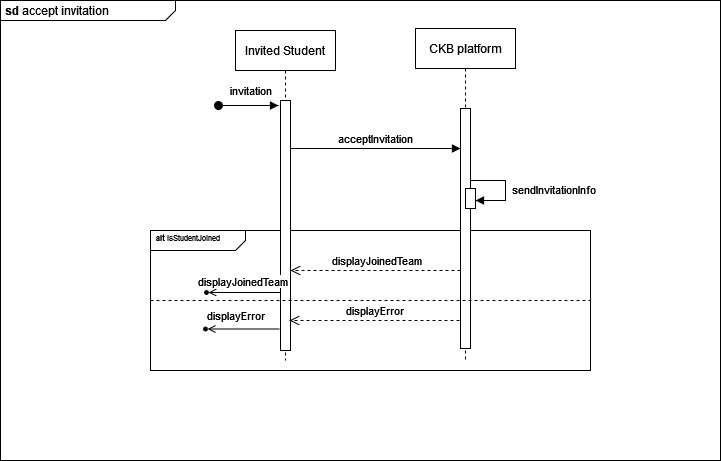 sd accept invitation
Invited Student
CKB platform
invitation
acceptInvitation
sendInvitationInfo
alt isStudentJoined
displayJoinedTeam
displayJoinedTeam
displayError
displayError